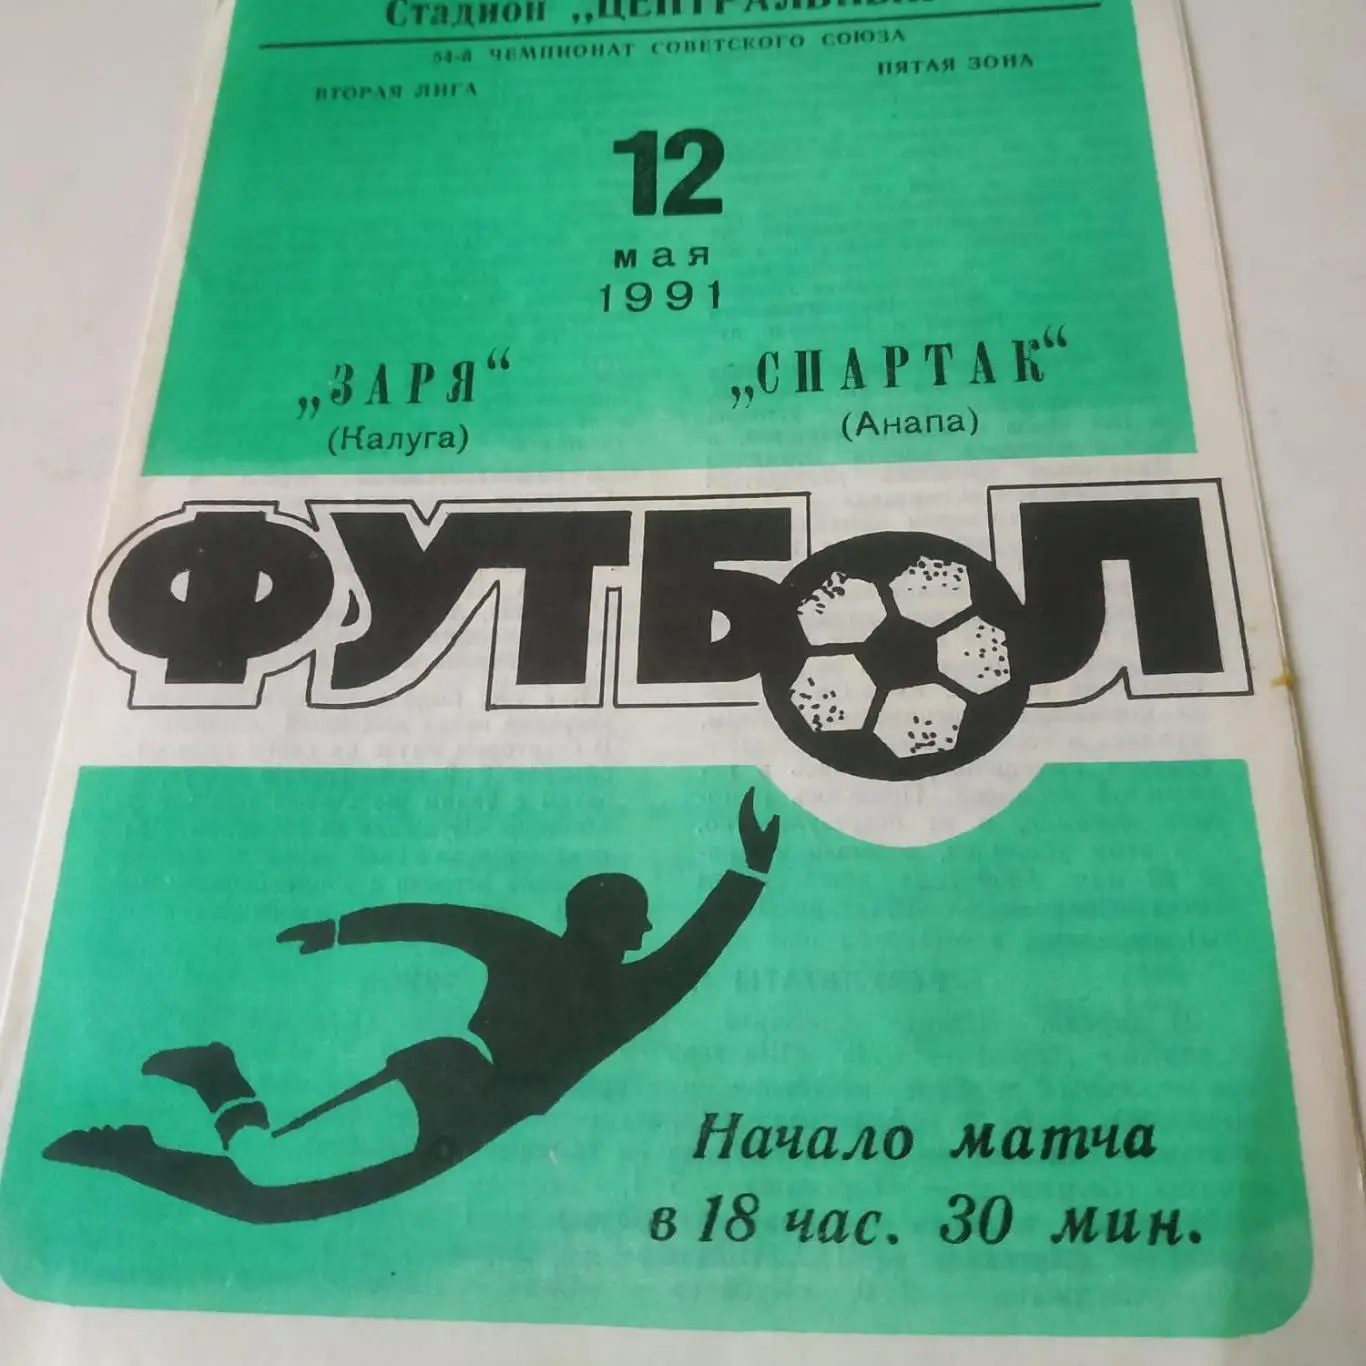 Стадион „ЦЕНТРАЛЬНЫЙ“
54-й ЧЕМПИОНАТ СОВЕТСКОГО СОЮЗА
ВТОРАЯ ЛИГА ПЯТАЯ ЗОНА
12
мая
1991
„ЗАРЯ“ „СПАРТАК“
(Калуга) (Анапа)
ФУТБОЛ
Начало матча
в 18 час. 30 мин.